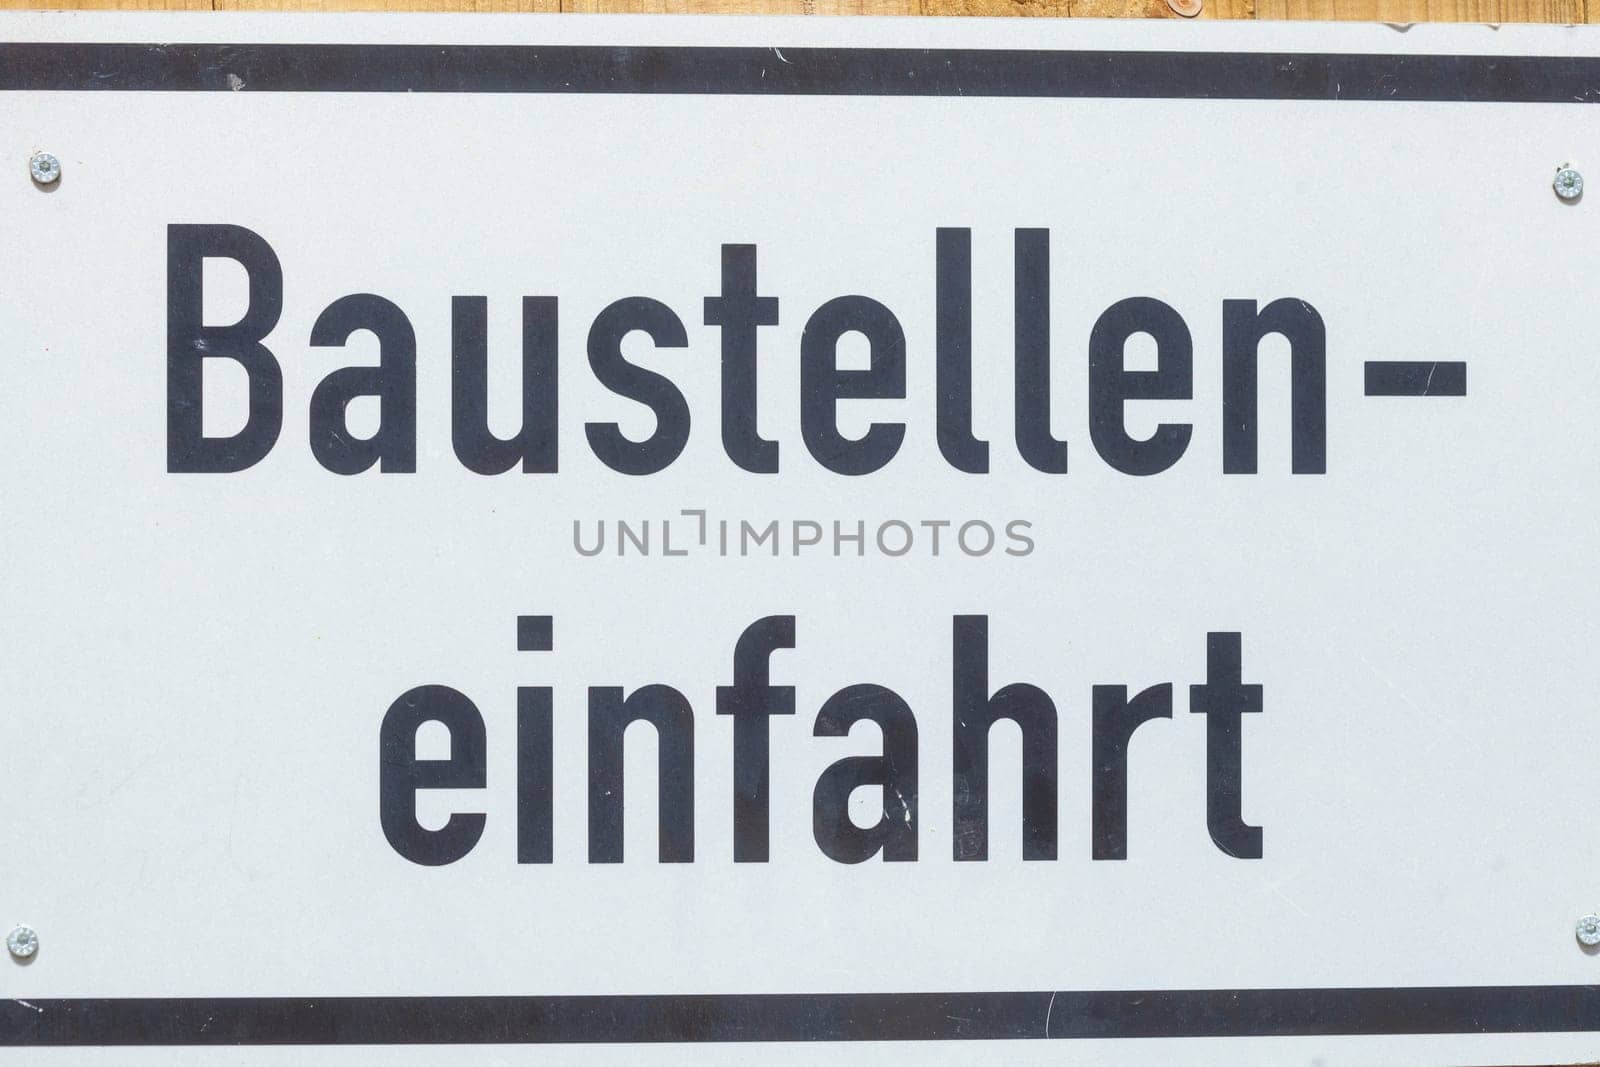 Baustellen-
UNLIMPHOTOS
einfahrt